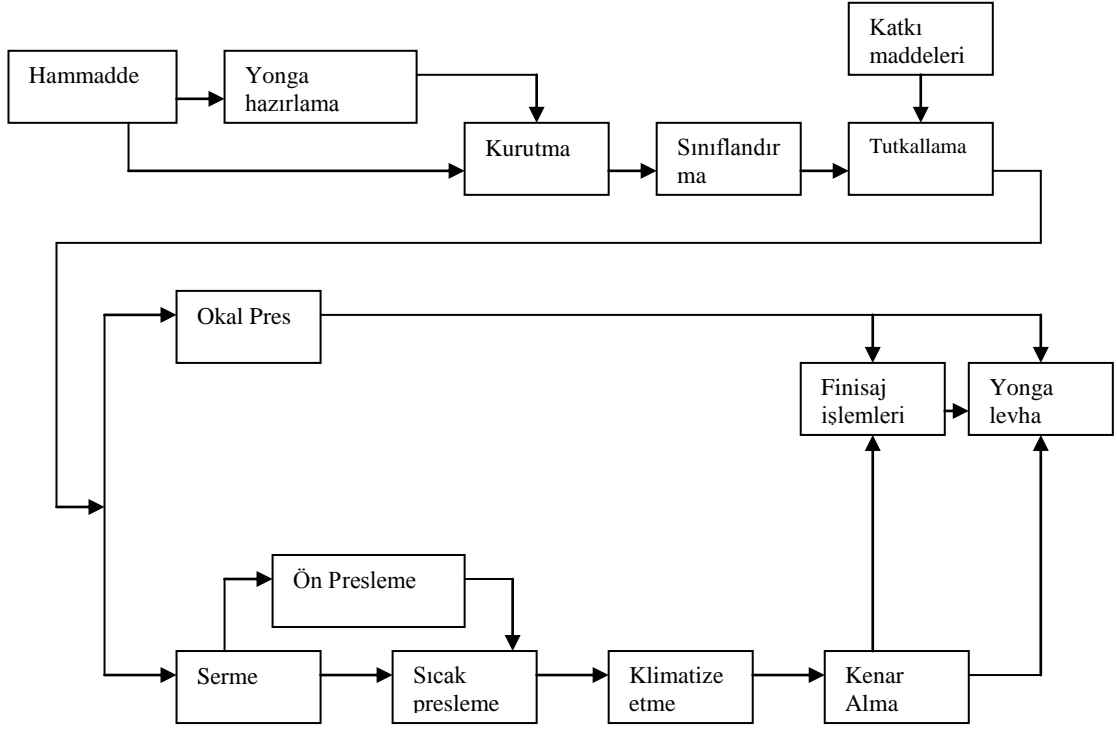 Katkı
maddeleri
Hammadde
Yonga
hazırlama
Kurutma
Sınıflandır
ma
Tutkallama
Okal Pres
Finisaj
işlemleri
Yonga
levha
Ön Presleme
Serme
Sıcak
presleme
Klimatize
etme
Kenar
Alma